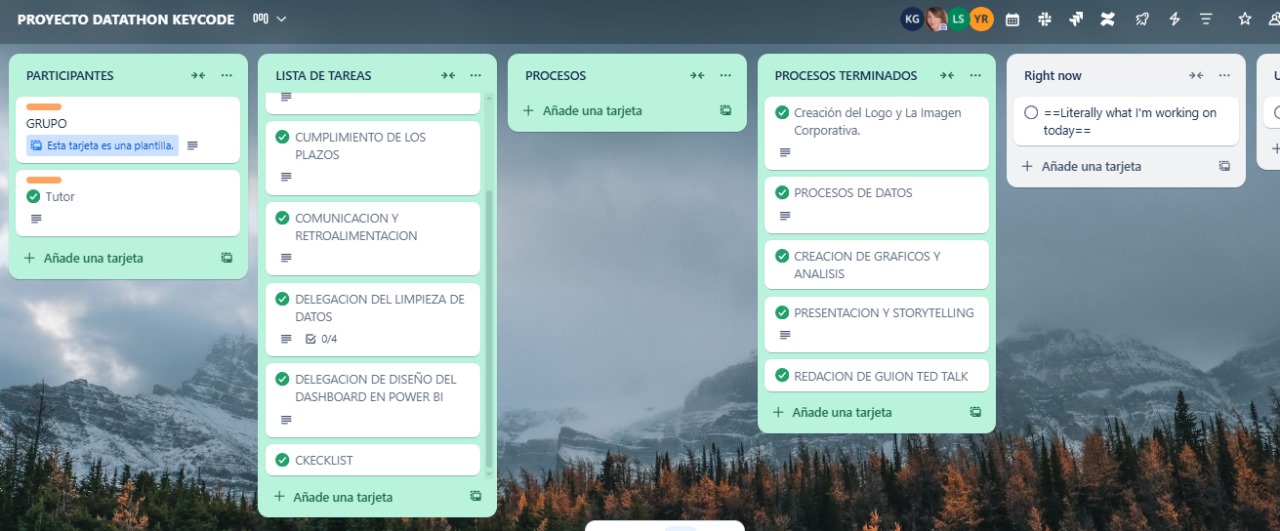 PROYECTO DATATHON KEYCODE
KG
LS
YR
PARTICIPANTES
GRUPO
Esta tarjeta es una plantilla.
Tutor
Añade una tarjeta
LISTA DE TAREAS
CUMPLIMIENTO DE LOS
PLAZOS
COMUNICACION Y
RETROALIMENTACION
DELEGACION DEL LIMPIEZA DE
DATOS
0/4
DELEGACION DE DISEÑO DEL
DASHBOARD EN POWER BI
CKECKLIST
Añade una tarjeta
PROCESOS
Añade una tarjeta
PROCESOS TERMINADOS
Creación del Logo y La Imagen
Corporativa.
PROCESOS DE DATOS
CREACION DE GRAFICOS Y
ANALISIS
PRESENTACION Y STORYTELLING
REDACION DE GUION TED TALK
Añade una tarjeta
Right now
==Literally what I'm working on
today==
Añade una tarjeta